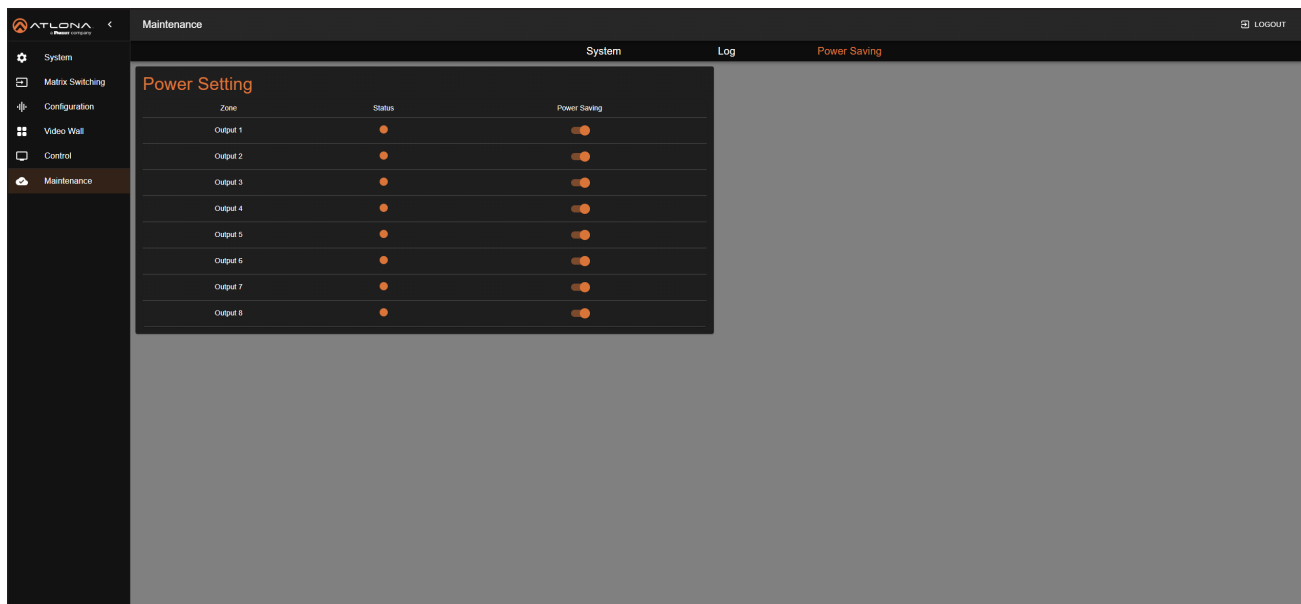 ATLONA
a Panduit company
Maintenance
LOGOUT
System
Log
Power Saving
System
Matrix Switching
Configuration
Video Wall
Control
Maintenance
Power Setting
Zone Status Power Saving
Output 1
Output 2
Output 3
Output 4
Output 5
Output 6
Output 7
Output 8